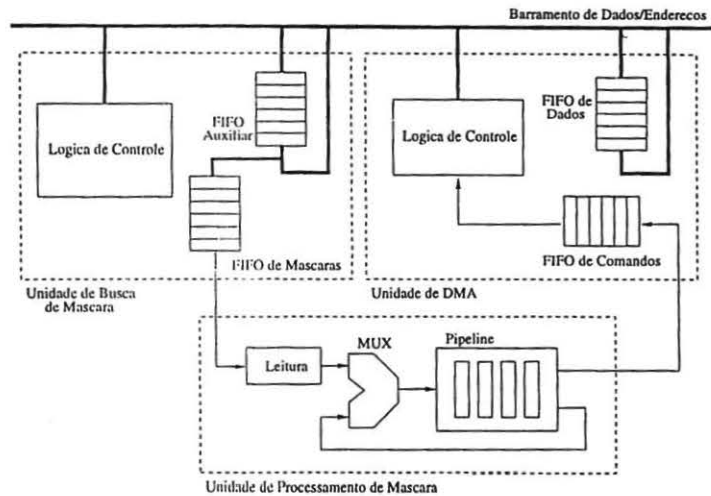 Barramento de Dados/Enderecos
Logica de Controle
FIFO
Auxiliar
FIFO de Mascaras
Unidade de Busca
de Mascara
Logica de Controle
FIFO de
Dados
FIFO de Comandos
Unidade de DMA
Leitura
MUX
Pipeline
Unidade de Processamento de Mascara